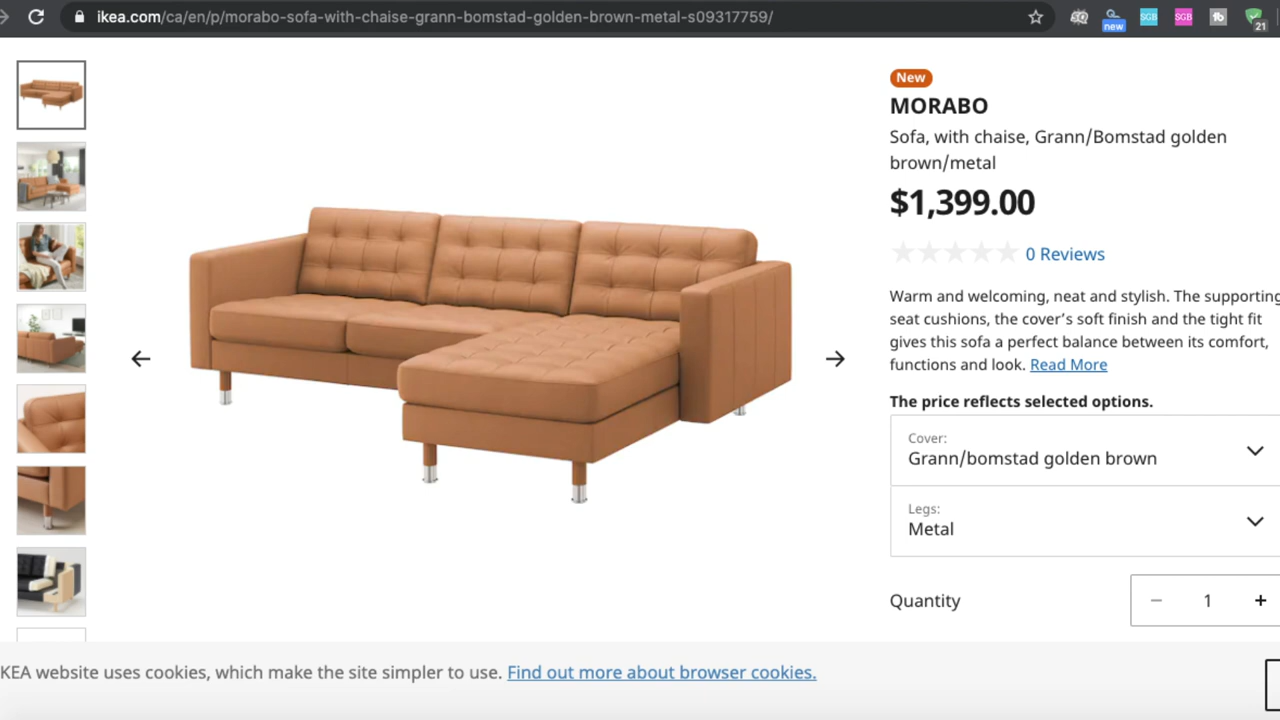 ikea.com/ca/en/p/morabo-sofa-with-chaise-grann-bomstad-golden-brown-metal-s09317759/
new
SGB
SGB
21
New
MORABO
Sofa, with chaise, Grann/Bomstad golden
brown/metal
$1,399.00
0 Reviews
Warm and welcoming, neat and stylish. The supporting
seat cushions, the cover's soft finish and the tight fit
gives this sofa a perfect balance between its comfort,
functions and look. Read More
The price reflects selected options.
Cover:
Grann/bomstad golden brown
Legs:
Metal
Quantity
1
KEA website uses cookies, which make the site simpler to use. Find out more about browser cookies.